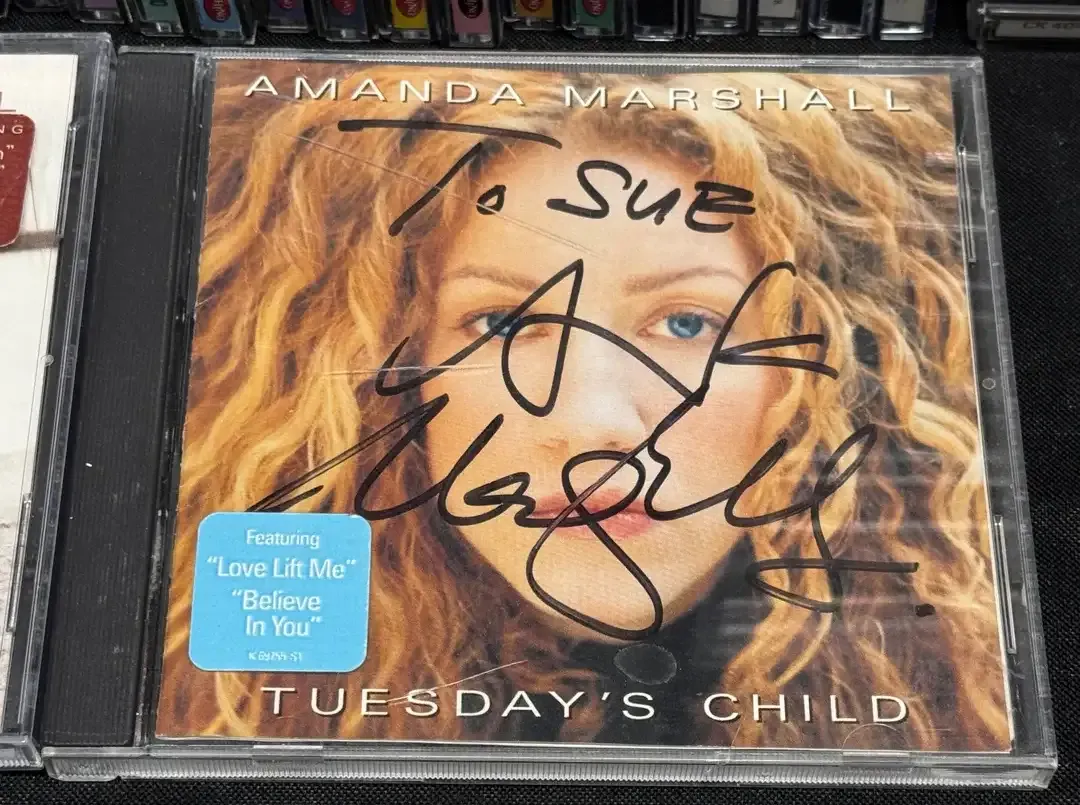 AMANDA MARSHALL
To SUE
Featuring
"Love Lift Me"
"Believe
In You"
TUESDAY'S CHILD